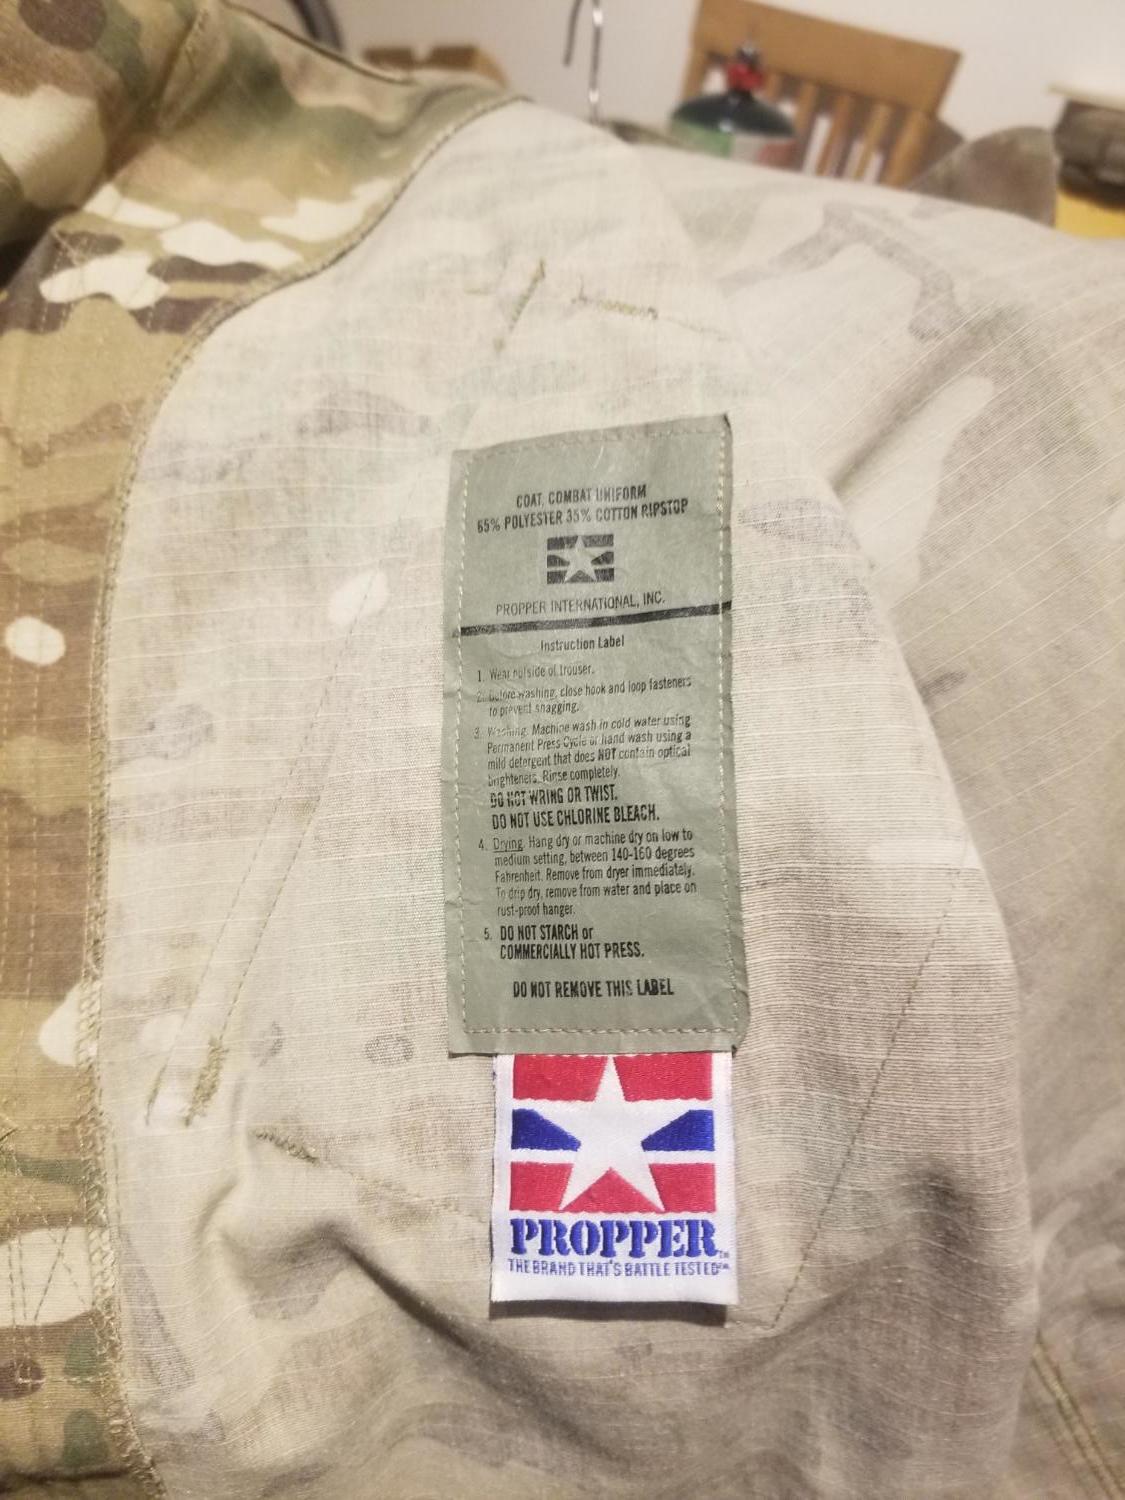 COAT, COMBAT UNIFORM
65% POLYESTER 35% COTTON RIPSTOP
PROPPER INTERNATIONAL, INC.
Instruction Label
1. Wear outside of trouser.
2. Before washing, close hook and loop fasteners
to prevent snagging.
3. Washing. Machine wash in cold water using
Permanent Press Cycle or hand wash using a
mild detergent that does NOT contain optical
brighteners. Rinse completely.
DO NOT WRING OR TWIST.
DO NOT USE CHLORINE BLEACH.
4. Drying. Hang dry or machine dry on low to
medium setting, between 140-160 degrees
Fahrenheit. Remove from dryer immediately.
To drip dry, remove from water and place on
rust-proof hanger.
5. DO NOT STARCH or
COMMERCIALLY HOT PRESS.
DO NOT REMOVE THIS LABEL
PROPPER™
THE BRAND THAT'S BATTLE TESTED™